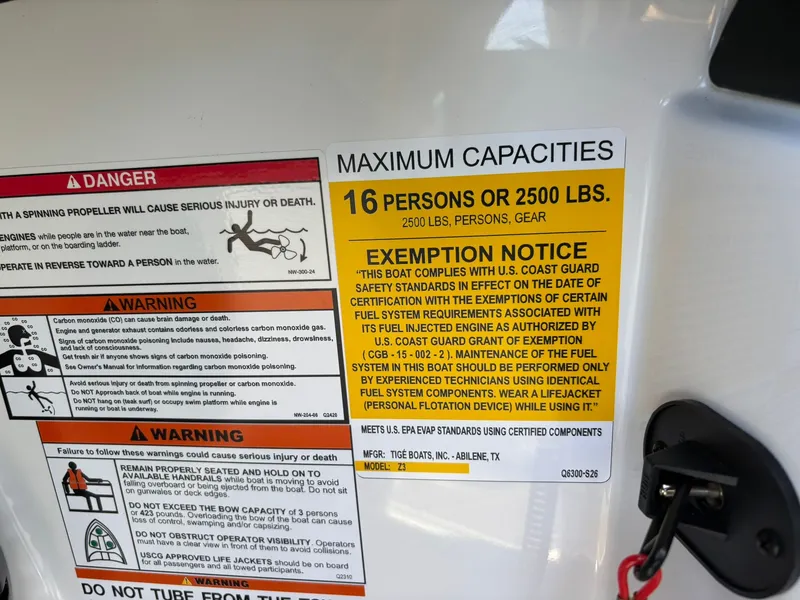 DANGER
WITH A SPINNING PROPELLER WILL CAUSE SERIOUS INJURY OR DEATH.
ENGINES while people are in the water near the boat,
platform, or on the boarding ladder.
OPERATE IN REVERSE TOWARD A PERSON in the water.
NW-300-24
WARNING
Carbon monoxide (CO) can cause brain damage or death.
Engine and generator exhaust contains odorless and colorless carbon monoxide gas.
Signs of carbon monoxide poisoning include nausea, headache, dizziness, drowsiness,
and lack of consciousness.
Get fresh air if anyone shows signs of carbon monoxide poisoning.
See Owner's Manual for information regarding carbon monoxide poisoning.
Avoid serious injury or death from spinning propeller or carbon monoxide.
Do NOT Approach back of boat while engine is running.
Do NOT hang on (teak surf) or occupy swim platform while engine is
running or boat is underway.
NW-254-08 Q2420
WARNING
Failure to follow these warnings could cause serious injury or death
REMAIN PROPERLY SEATED AND HOLD ON TO
AVAILABLE HANDRAILS while boat is moving to avoid
falling overboard or being ejected from the boat. Do not sit
on gunwales or deck edges.
DO NOT EXCEED THE BOW CAPACITY of 3 persons
or 423 pounds. Overloading the bow of the boat can cause
loss of control, swamping and/or capsizing.
DO NOT OBSTRUCT OPERATOR VISIBILITY. Operators
must have a clear view in front of them to avoid collisions.
USCG APPROVED LIFE JACKETS should be on board
for all passengers and all towed participants.
Q2310
WARNING
DO NOT TUBE FROM THE
MAXIMUM CAPACITIES
16 PERSONS OR 2500 LBS.
2500 LBS, PERSONS, GEAR
EXEMPTION NOTICE
"THIS BOAT COMPLIES WITH U.S. COAST GUARD
SAFETY STANDARDS IN EFFECT ON THE DATE OF
CERTIFICATION WITH THE EXEMPTIONS OF CERTAIN
FUEL SYSTEM REQUIREMENTS ASSOCIATED WITH
ITS FUEL INJECTED ENGINE AS AUTHORIZED BY
U.S. COAST GUARD GRANT OF EXEMPTION
( CGB - 15 - 002 - 2 ). MAINTENANCE OF THE FUEL
SYSTEM IN THIS BOAT SHOULD BE PERFORMED ONLY
BY EXPERIENCED TECHNICIANS USING IDENTICAL
FUEL SYSTEM COMPONENTS. WEAR A LIFEJACKET
(PERSONAL FLOTATION DEVICE) WHILE USING IT."
MEETS U.S. EPA EVAP STANDARDS USING CERTIFIED COMPONENTS
MFGR: TIGÉ BOATS, INC. - ABILENE, TX
MODEL: Z3
Q6300-S26